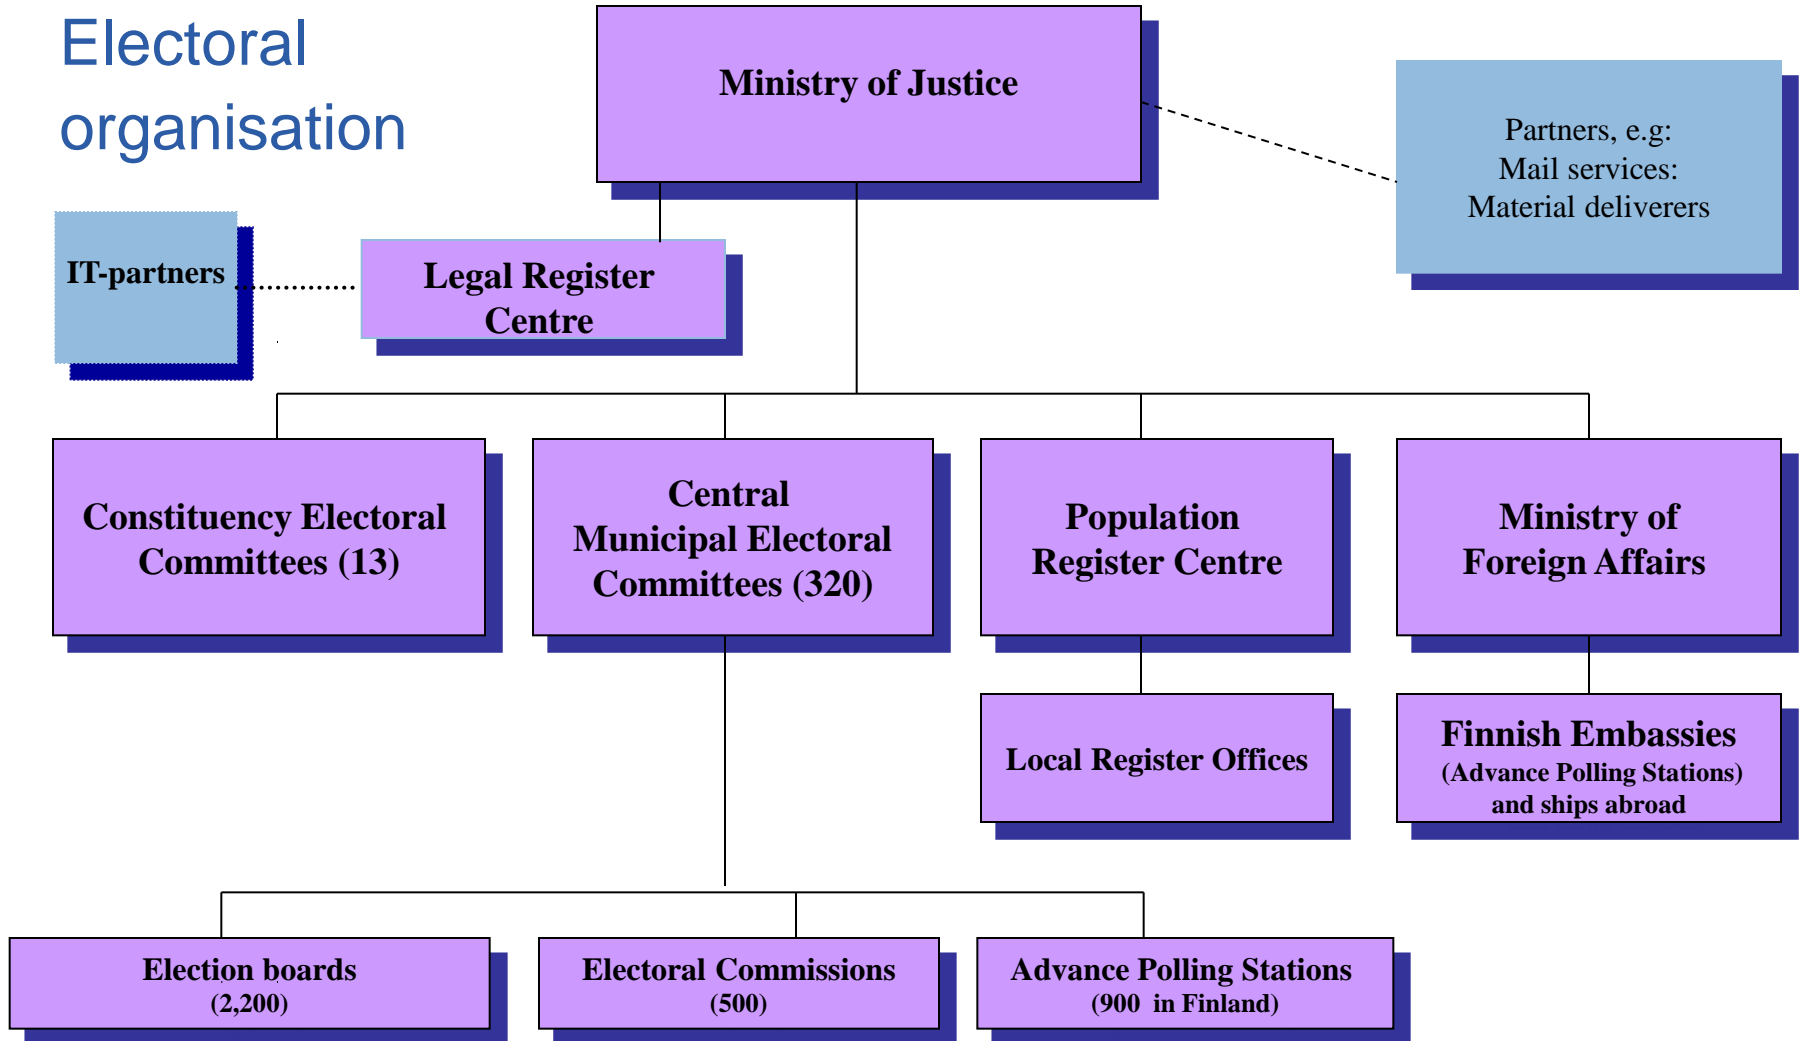 Electoral
organisation
Ministry of Justice
Partners, e.g:
Mail services:
Material deliverers
IT-partners
Legal Register
Centre
Constituency Electoral
Committees (13)
Central
Municipal Electoral
Committees (320)
Population
Register Centre
Ministry of
Foreign Affairs
Local Register Offices
Finnish Embassies
(Advance Polling Stations)
and ships abroad
Election boards
(2,200)
Electoral Commissions
(500)
Advance Polling Stations
(900 in Finland)